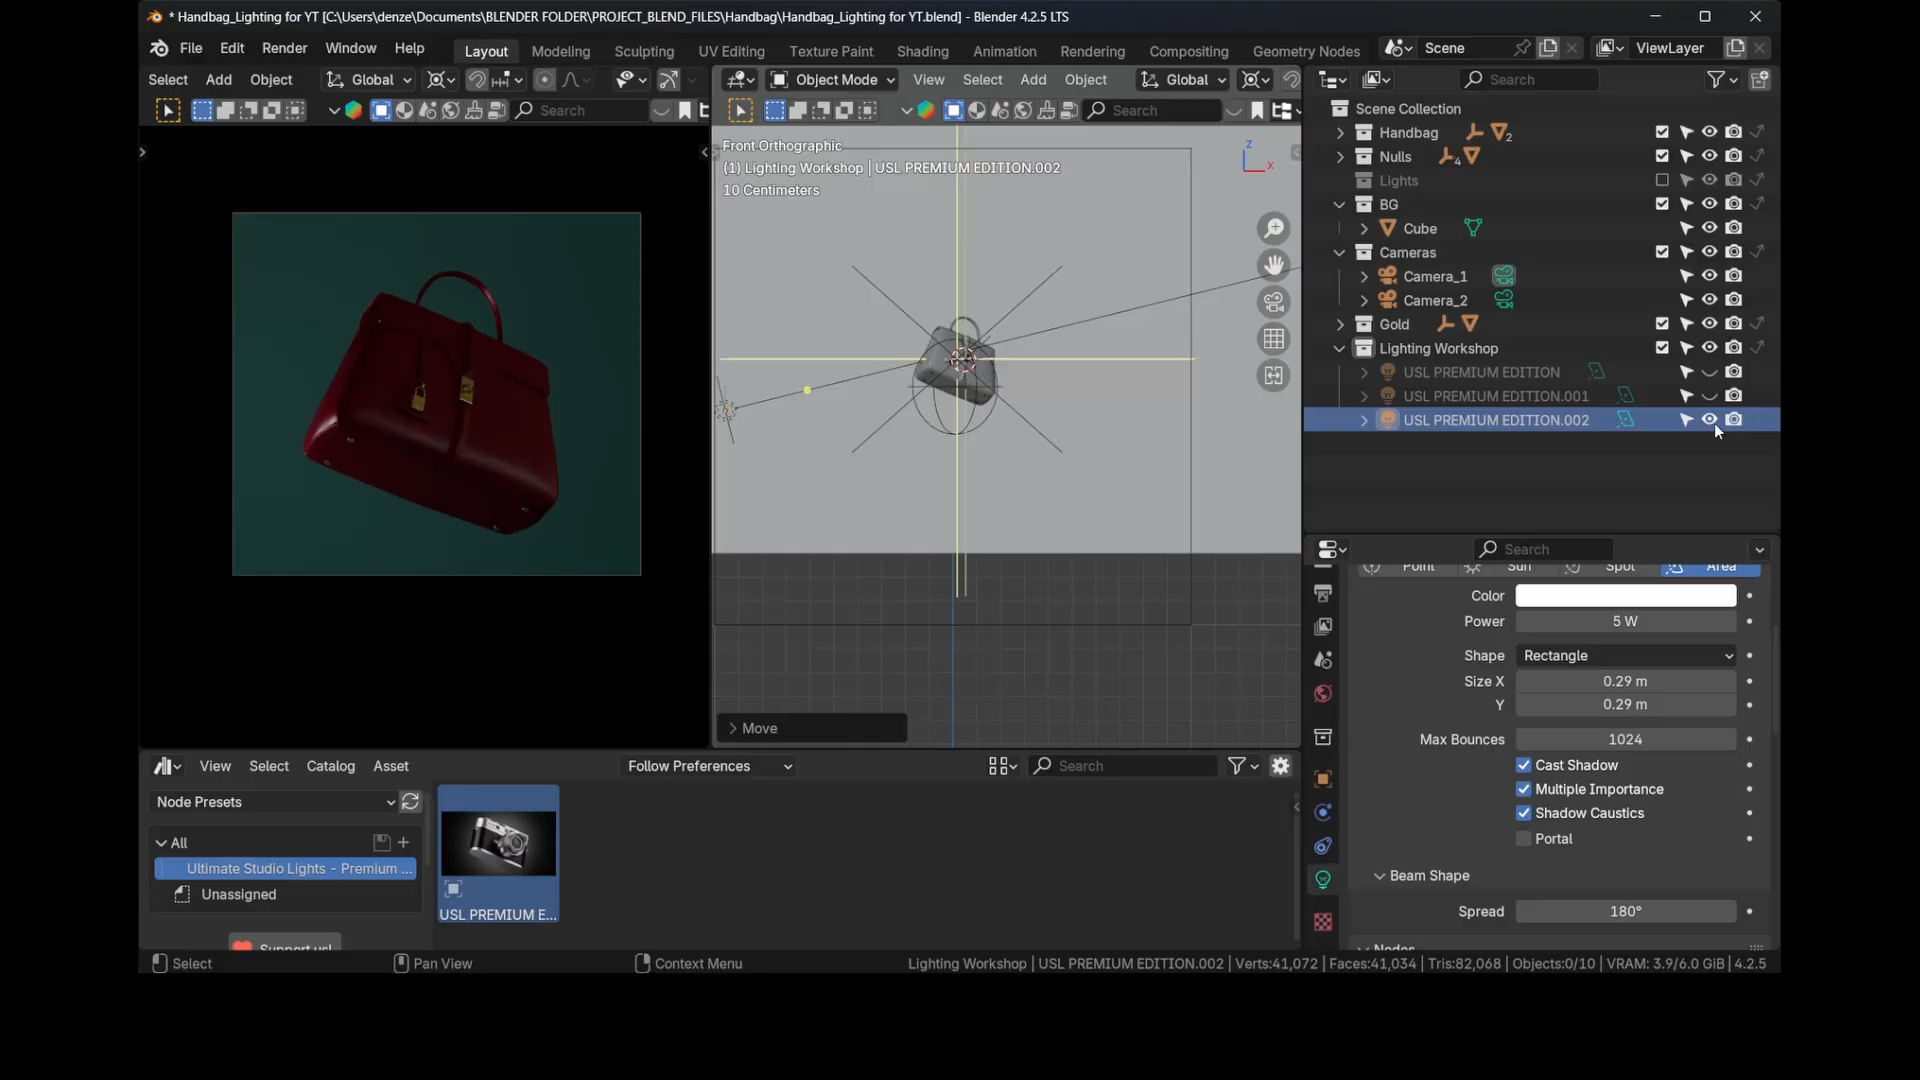 * Handbag_Lighting for YT [C:\Users\denze\Documents\BLENDER FOLDER\PROJECT_BLEND_FILES\Handbag\Handbag_Lighting for YT.blend] - Blender 4.2.5 LTS
File Edit Render Window Help Layout Modeling Sculpting UV Editing Texture Paint Shading Animation Rendering Compositing Geometry Nodes Scene ViewLayer
Select Add Object Global Object Mode View Select Add Object Global Search
Search Search
Front Orthographic
(1) Lighting Workshop | USL PREMIUM EDITION.002
10 Centimeters
Z
X
Move
Scene Collection
Handbag 2
Nulls 4
Lights
BG
Cube
Cameras
Camera_1
Camera_2
Gold
Lighting Workshop
USL PREMIUM EDITION
USL PREMIUM EDITION.001
USL PREMIUM EDITION.002
Search
Point Sun Spot Area
Color
Power 5 W
Shape Rectangle
Size X 0.29 m
Y 0.29 m
Max Bounces 1024
Cast Shadow
Multiple Importance
Shadow Caustics
Portal
Beam Shape
Spread 180°
Nodes
View Select Catalog Asset Follow Preferences Search
Node Presets
All
Ultimate Studio Lights - Premium ...
Unassigned
Support us!
USL PREMIUM E...
Select Pan View Context Menu Lighting Workshop | USL PREMIUM EDITION.002 | Verts:41,072 | Faces:41,034 | Tris:82,068 | Objects:0/10 | VRAM: 3.9/6.0 GiB | 4.2.5